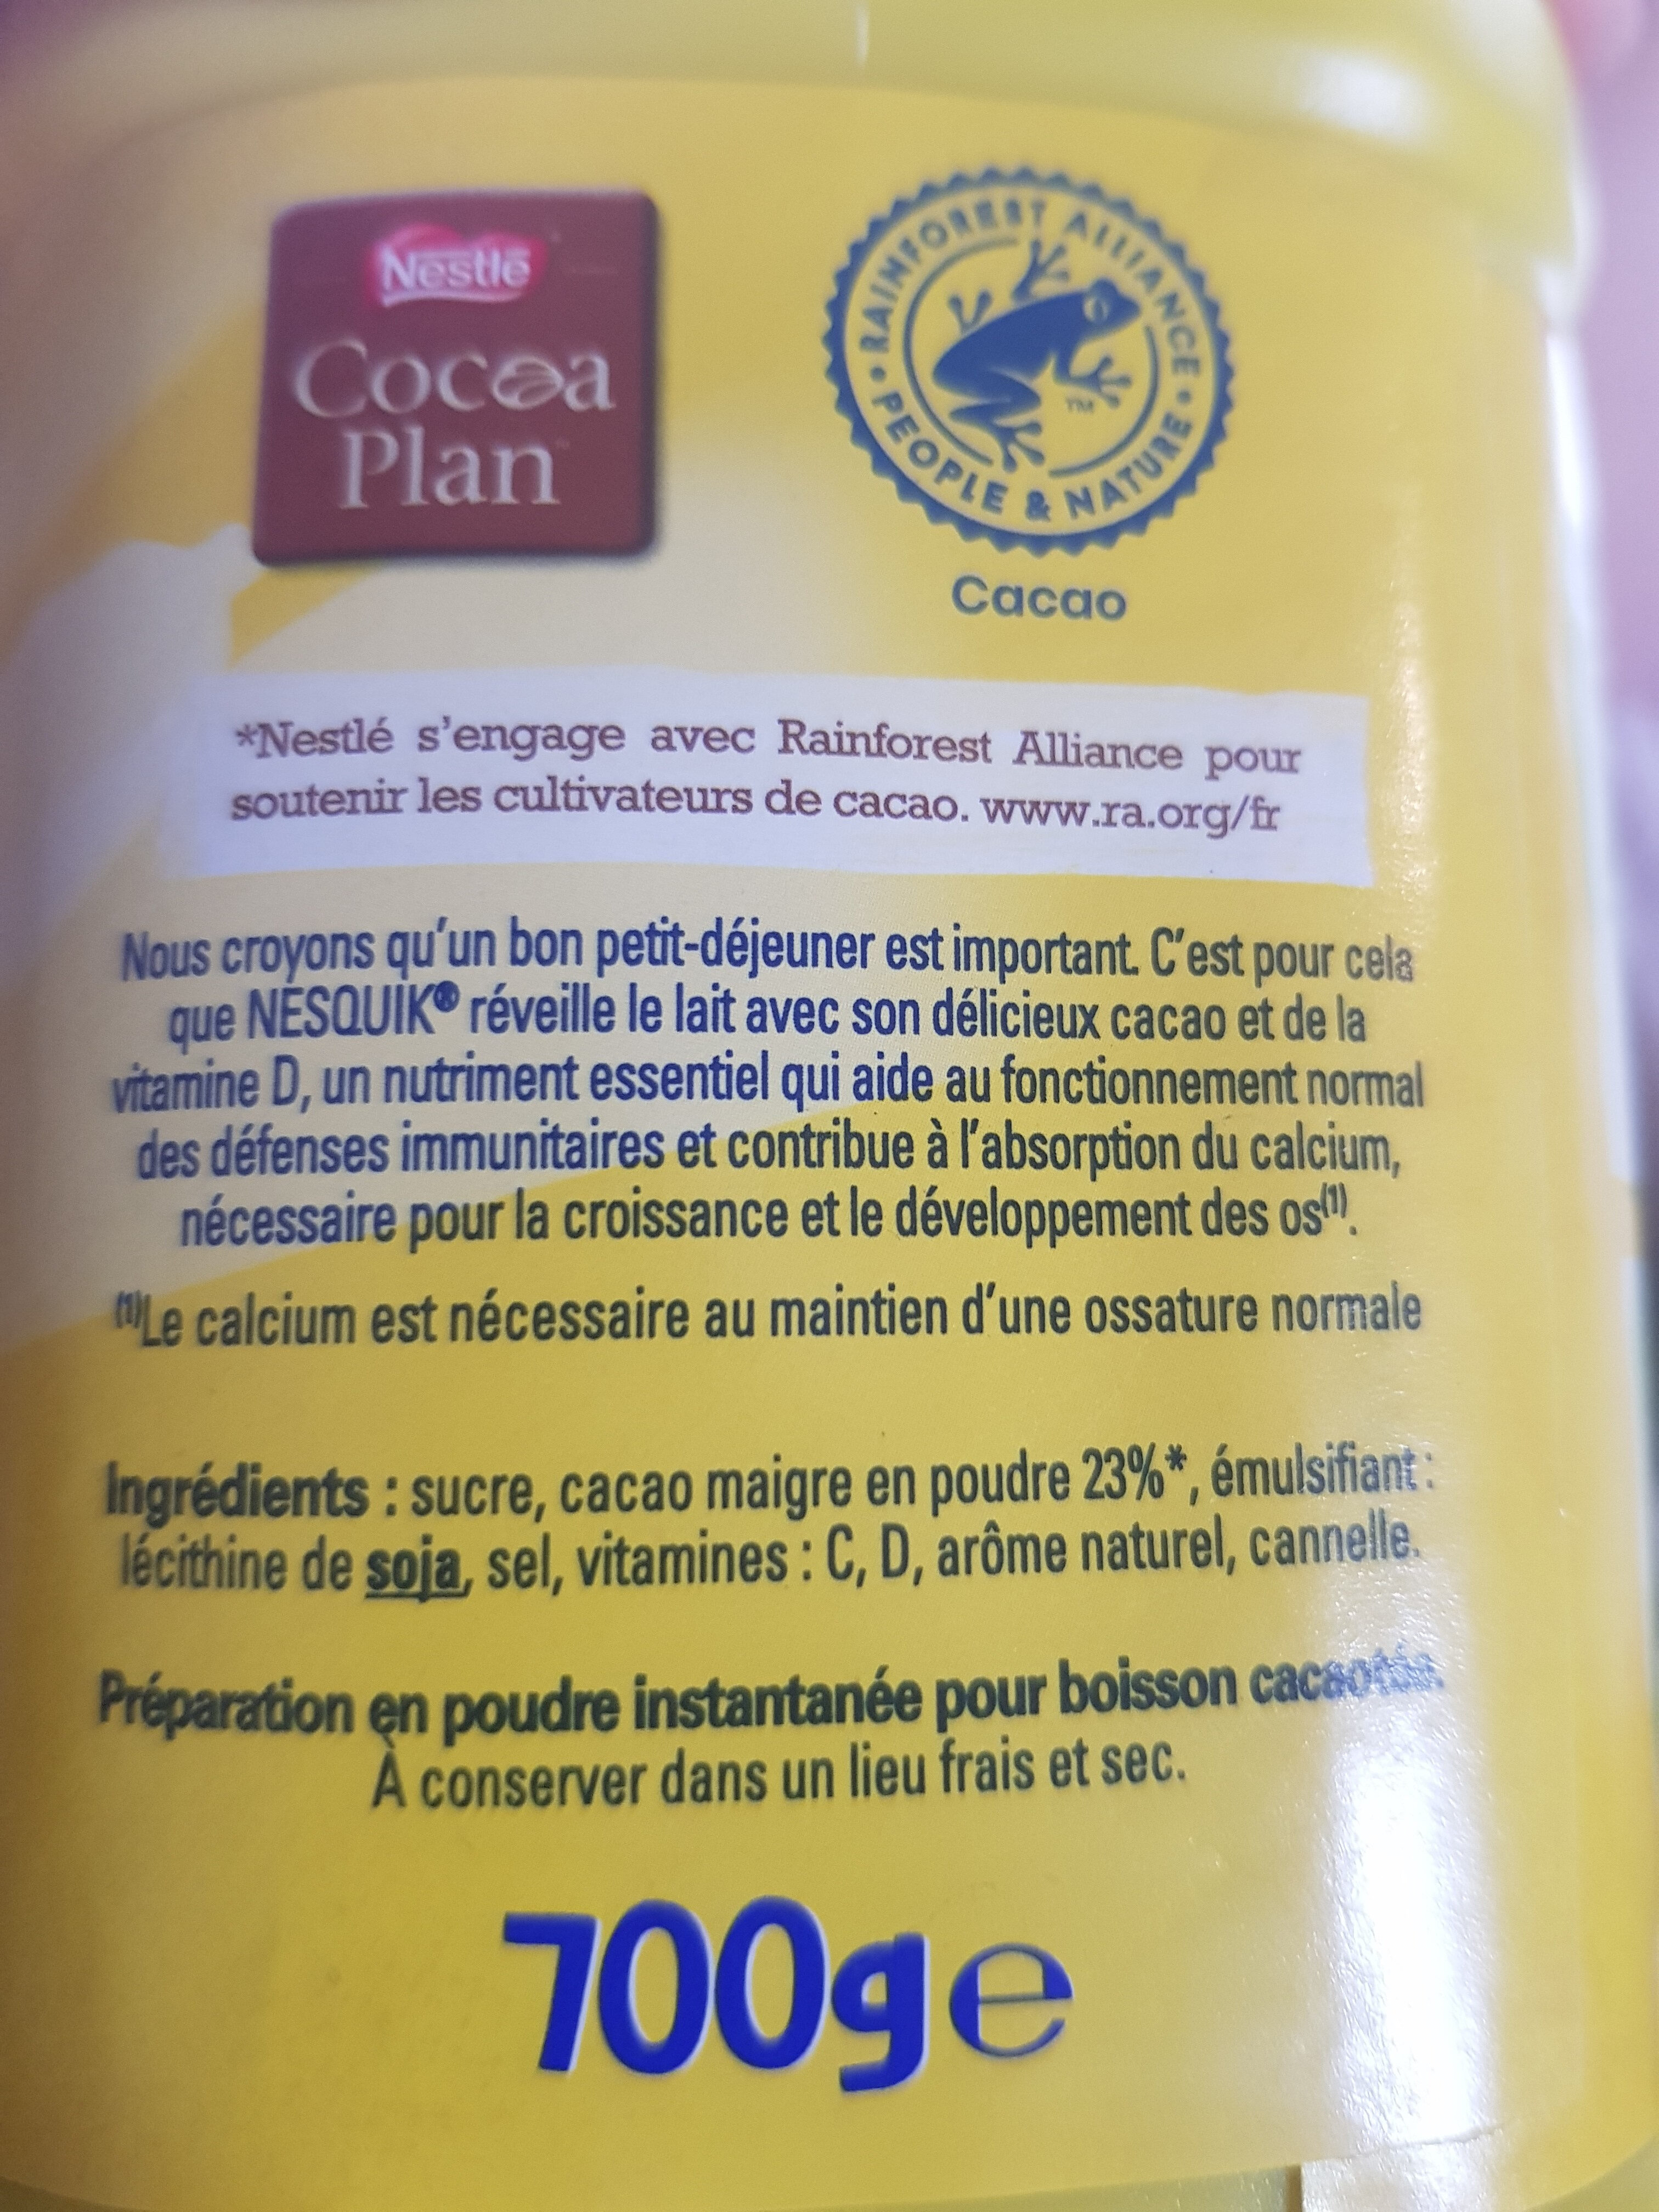 Nestlé
Cocoa
Plan
RAINFOREST ALLIANCE
PEOPLE & NATURE
TM
Cacao
*Nestlé s'engage avec Rainforest Alliance pour
soutenir les cultivateurs de cacao. www.ra.org/fr
Nous croyons qu'un bon petit-déjeuner est important. C'est pour cela
que NESQUIK® réveille le lait avec son délicieux cacao et de la
vitamine D, un nutriment essentiel qui aide au fonctionnement normal
des défenses immunitaires et contribue à l'absorption du calcium,
nécessaire pour la croissance et le développement des os(1).
(1)Le calcium est nécessaire au maintien d'une ossature normale
Ingrédients : sucre, cacao maigre en poudre 23%*, émulsifiant :
lécithine de soja, sel, vitamines : C, D, arôme naturel, cannelle.
Préparation en poudre instantanée pour boisson cacaotée.
À conserver dans un lieu frais et sec.
700g e